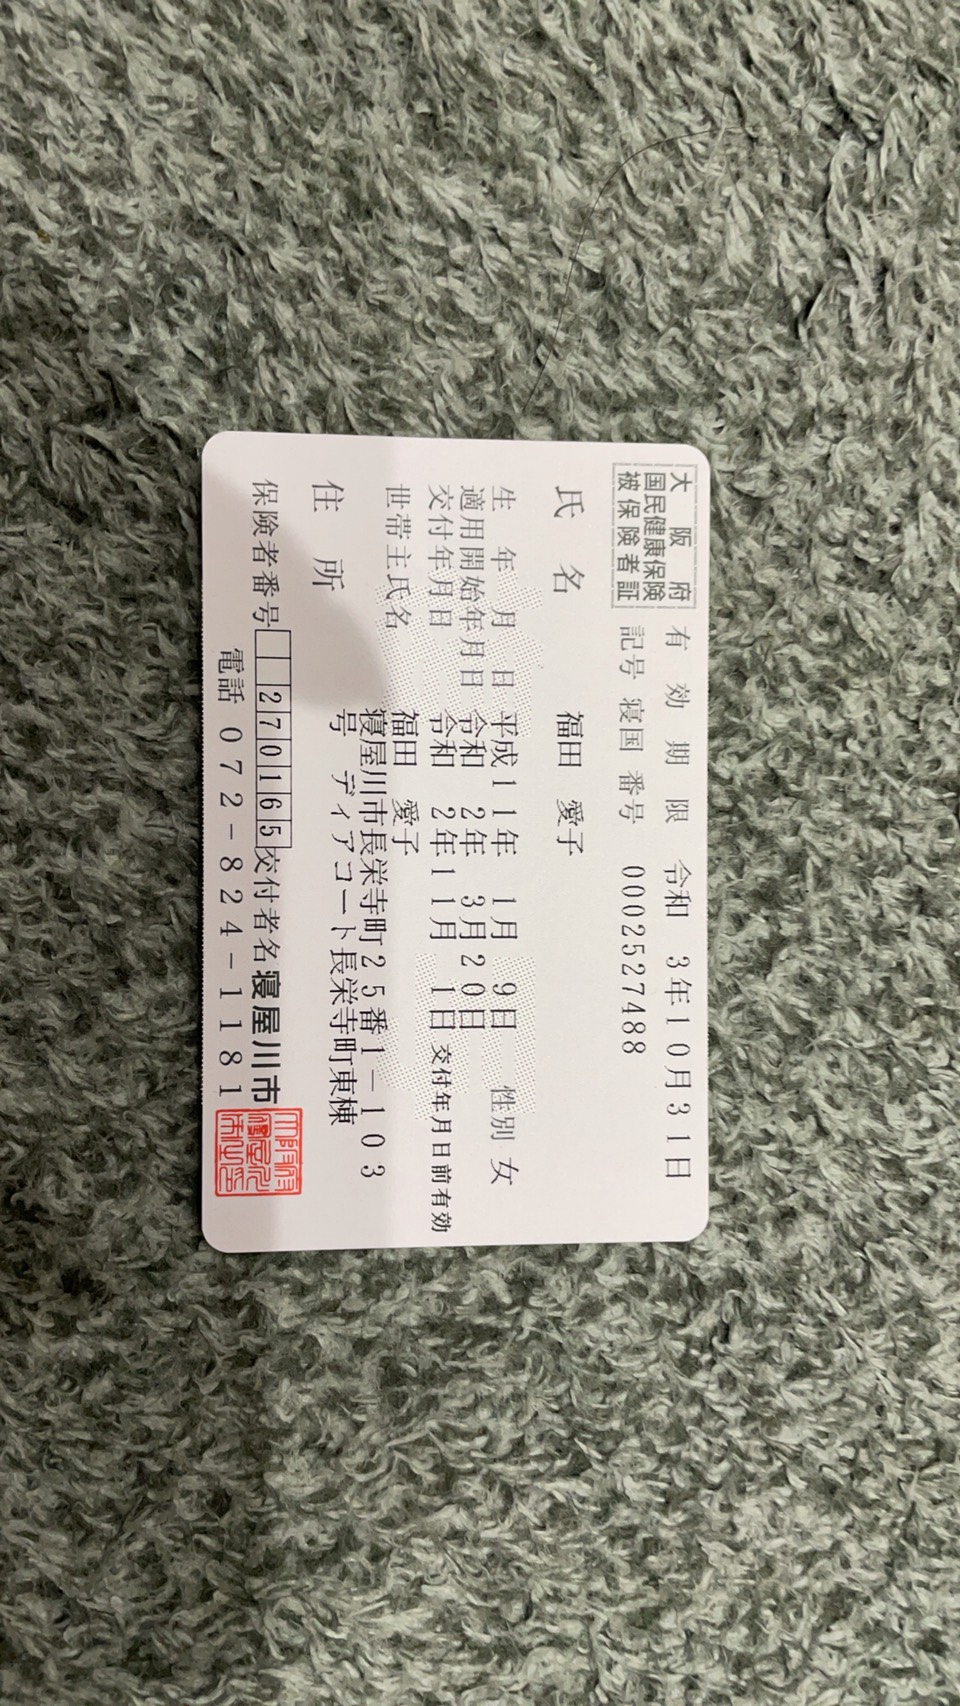 大阪府
国民健康保険
被保険者証
有効期限 令和 3年10月31日
記号 寝国 番号 0002527488
氏名 福田 愛子
生年月日 平成11年 1月 9日 性別 女
適用開始年月日 令和 2年 3月20日
交付年月日 令和 2年11月 1日 交付年月日前有効
世帯主氏名 福田 愛子
住所 寝屋川市長栄寺町25番1-103
号 ディアコート長栄寺町東棟
保険者番号 270165 交付者名 寝屋川市
電話 072-824-1181